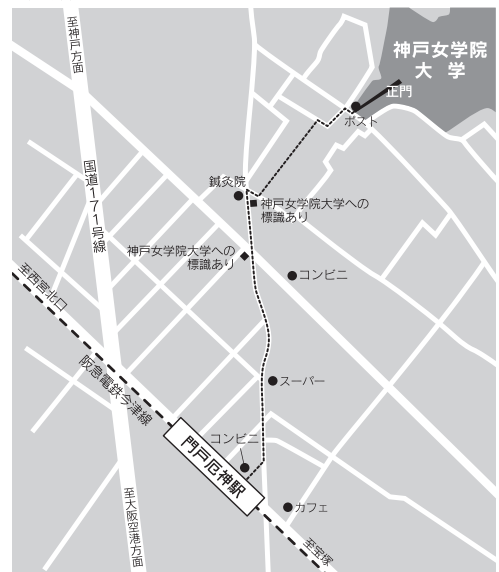 至神戸方面
神戸女学院
大学
正門
ポスト
国道171号線
鍼灸院
神戸女学院大学への
標識あり
神戸女学院大学への
標識あり
コンビニ
至西宮北口
阪急電鉄今津線
スーパー
コンビニ
門戸厄神駅
カフェ
至大阪空港方面
至宝塚